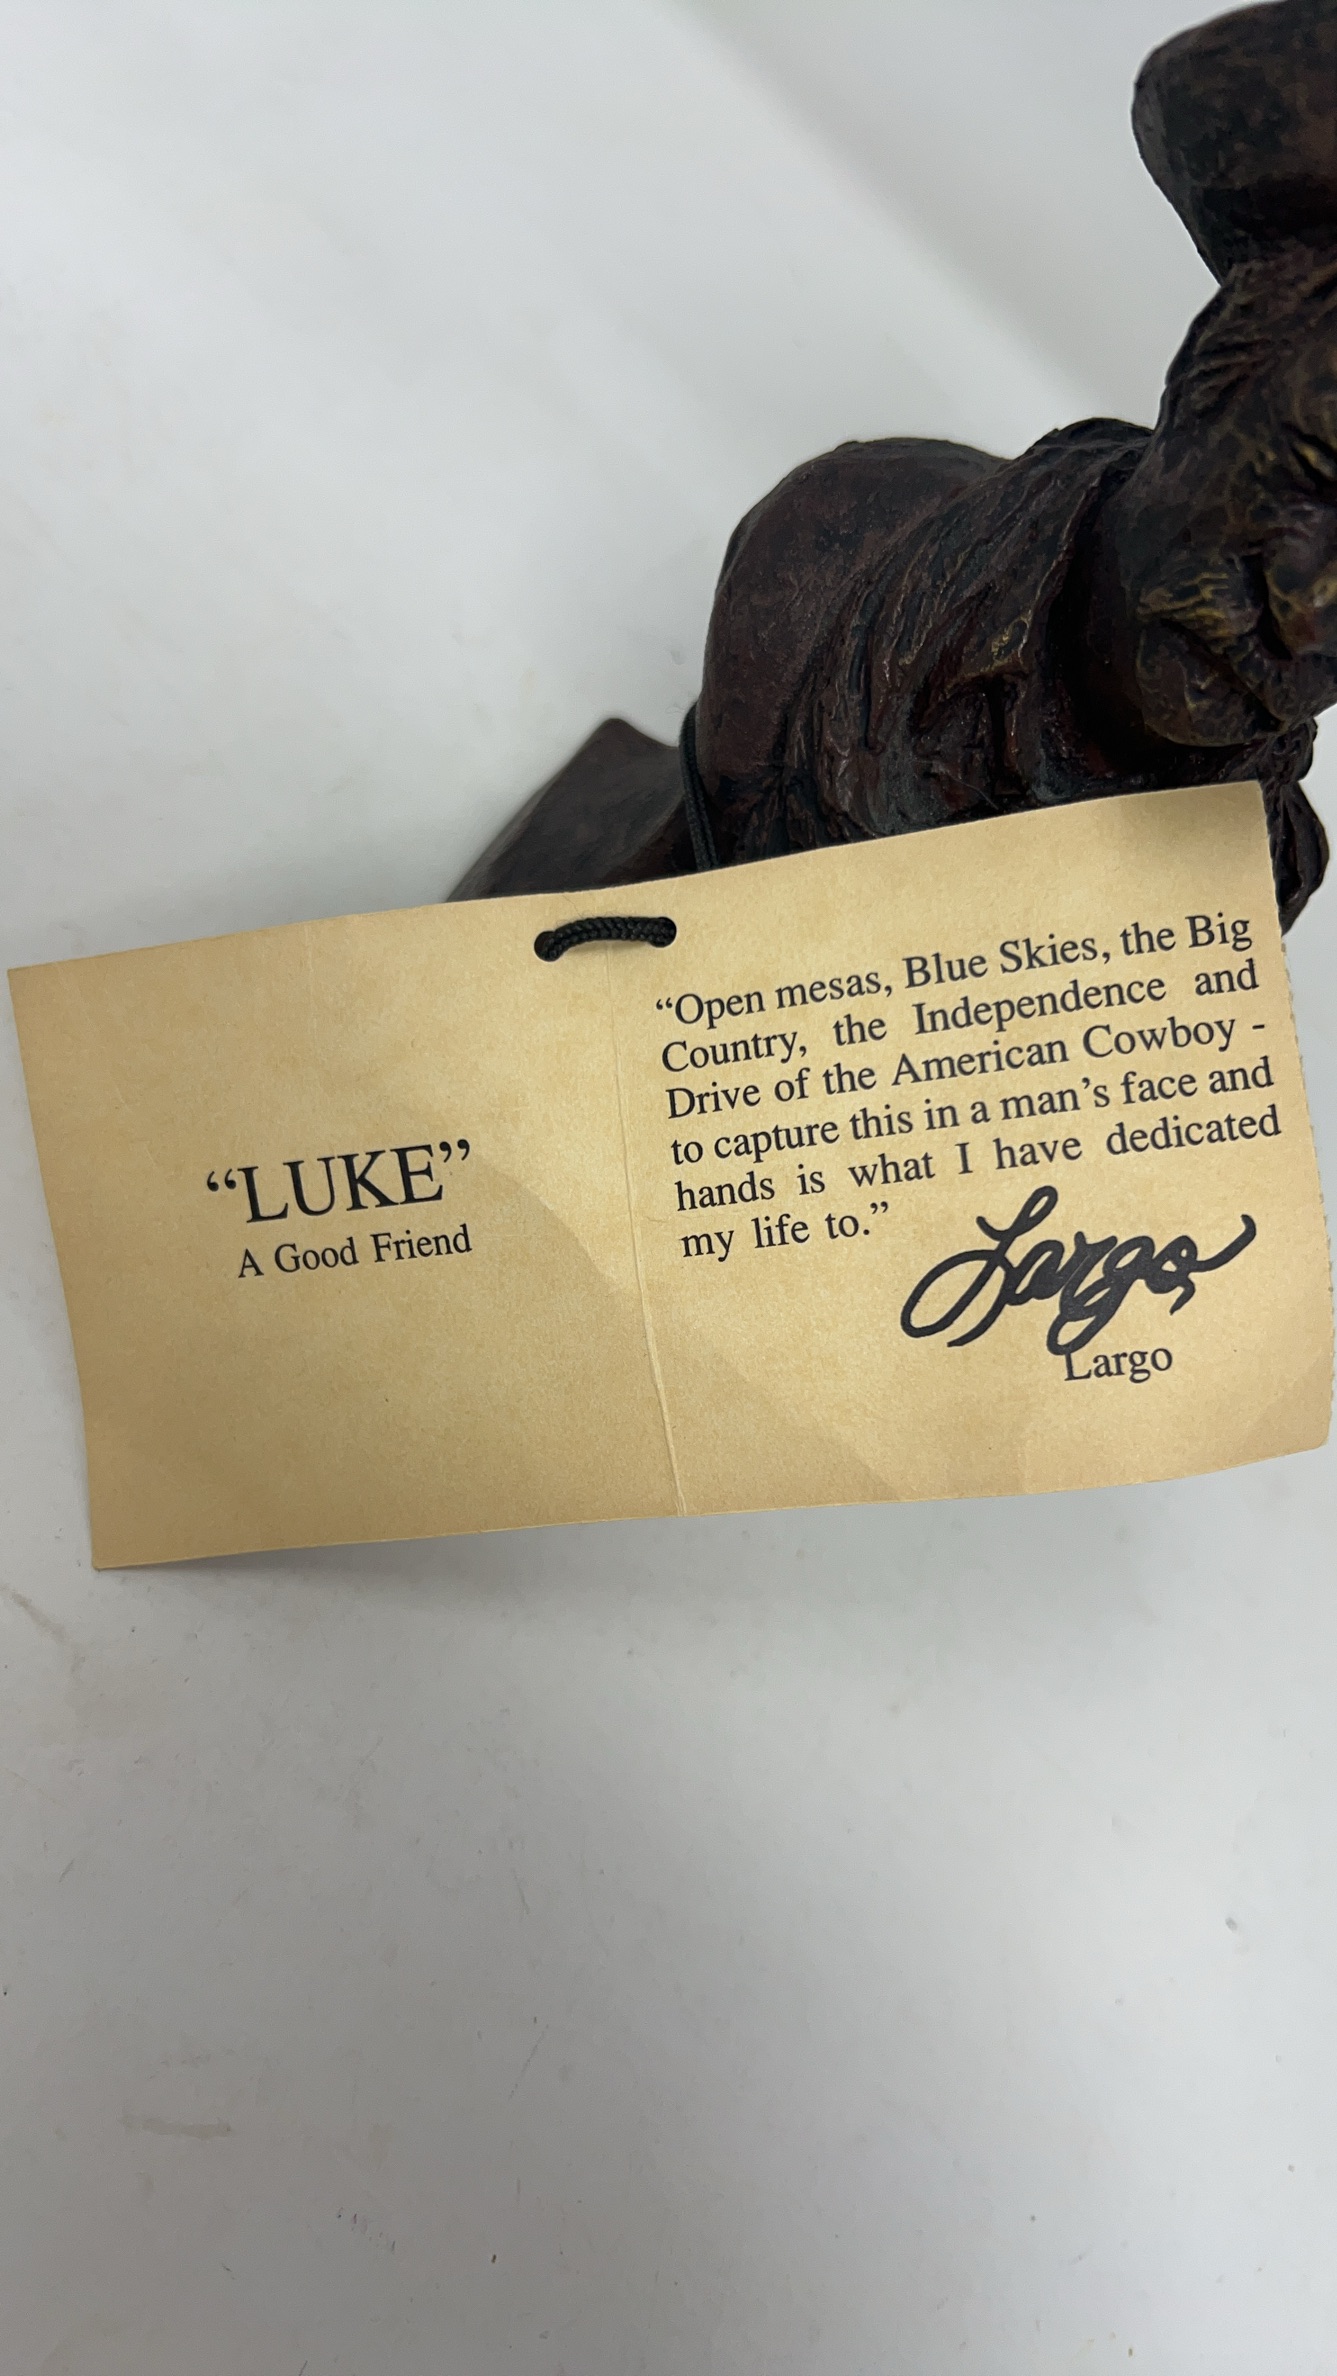 “LUKE”
A Good Friend
“Open mesas, Blue Skies, the Big
Country, the Independence and
Drive of the American Cowboy -
to capture this in a man’s face and
hands is what I have dedicated
my life to.”
Largo
Largo